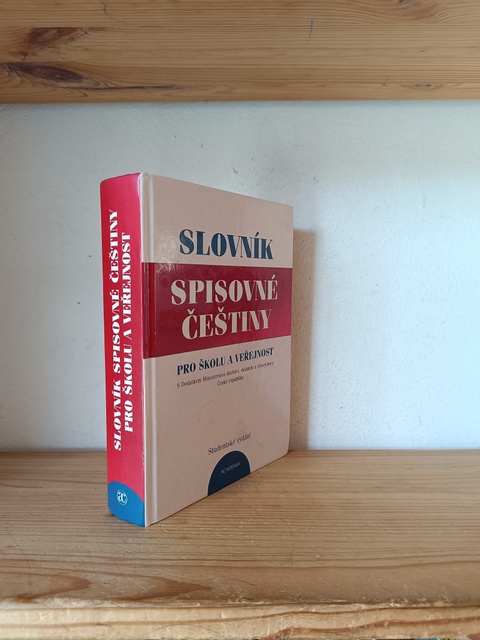 SLOVNÍK SPISOVNÉ ČEŠTINY
PRO ŠKOLU A VEŘEJNOST
SLOVNÍK
SPISOVNÉ
ČEŠTINY
PRO ŠKOLU A VEŘEJNOST
S Dodatkem Ministerstva školství, mládeže a tělovýchovy
České republiky
Studentské vydání
ACADEMIA